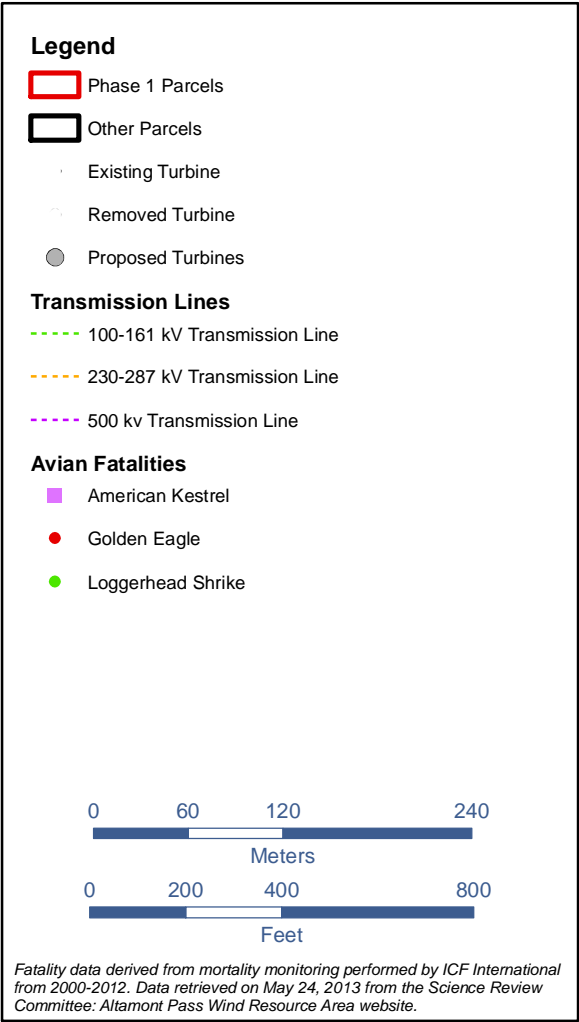 Legend
Phase 1 Parcels
Other Parcels
Existing Turbine
Removed Turbine
Proposed Turbines
Transmission Lines
100-161 kV Transmission Line
230-287 kV Transmission Line
500 kv Transmission Line
Avian Fatalities
American Kestrel
Golden Eagle
Loggerhead Shrike
0 60 120 240
Meters
0 200 400 800
Feet
Fatality data derived from mortality monitoring performed by ICF International
from 2000-2012. Data retrieved on May 24, 2013 from the Science Review
Committee: Altamont Pass Wind Resource Area website.